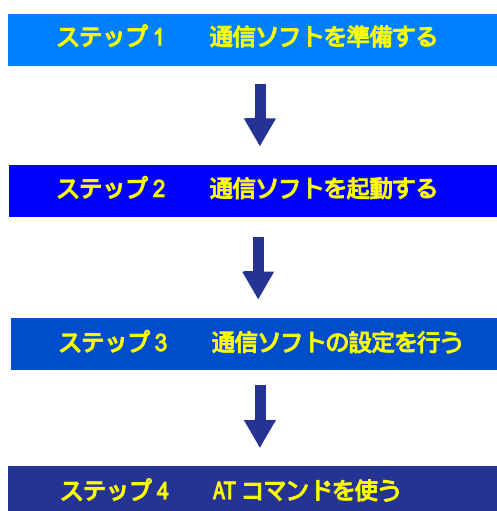 ステップ1　通信ソフトを準備する
ステップ2　通信ソフトを起動する
ステップ3　通信ソフトの設定を行う
ステップ4　ATコマンドを使う